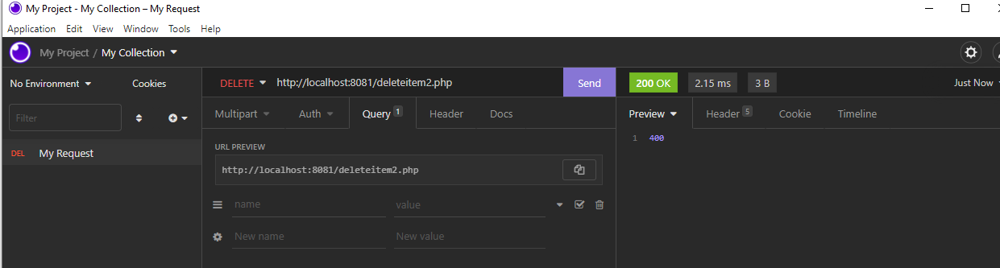 My Project - My Collection – My Request
Application Edit View Window Tools Help
My Project / My Collection
No Environment Cookies
DELETE http://localhost:8081/deleteitem2.php Send
200 OK 2.15 ms 3 B Just Now
Filter
Multipart Auth Query 1 Header Docs
Preview Header 5 Cookie Timeline
DEL My Request
URL PREVIEW
http://localhost:8081/deleteitem2.php
name value
New name New value
1 400